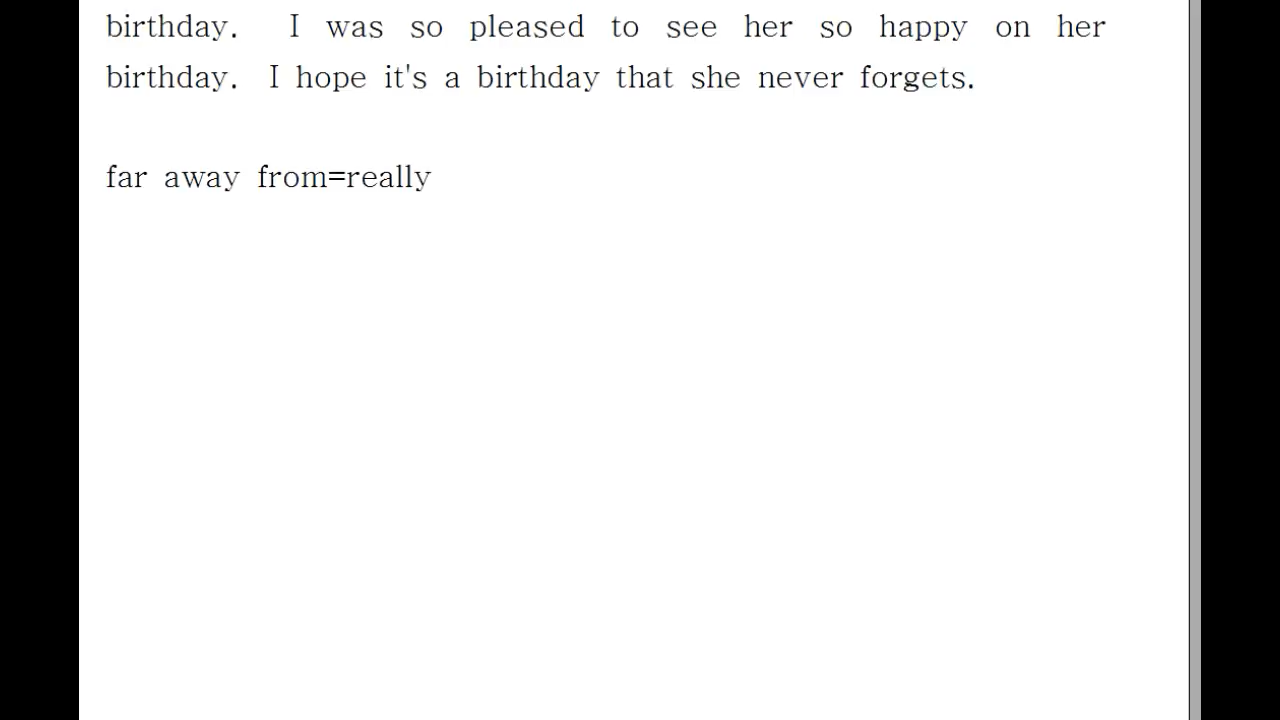 birthday. I was so pleased to see her so happy on her
birthday. I hope it's a birthday that she never forgets.
far away from=really